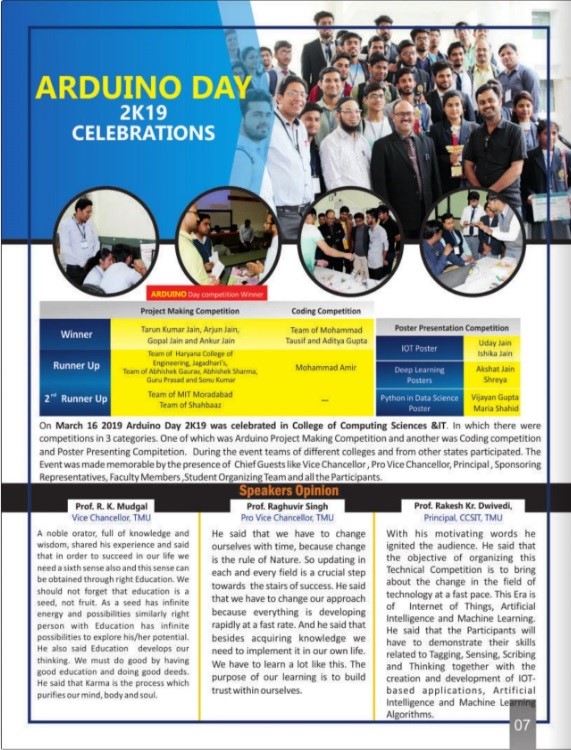 ARDUINO DAY
2K19
CELEBRATIONS
ARDUINO Day competition Winner
Project Making Competition
Coding Competition
Winner
Tarun Kumar Jain, Arjun Jain,
Gopal Jain and Ankur Jain
Team of Mohammad
Tausif and Aditya Gupta
Runner Up
Team of Haryana College of
Engineering, Jagadhari's,
Team of Abhishek Gaurav, Abhishek Sharma,
Guru Prasad and Sonu Kumar
Mohammad Amir
2nd Runner Up
Team of MIT Moradabad
Team of Shahbaaz
—
Poster Presentation Competition
IOT Poster
Uday Jain
Ishika Jain
Deep Learning
Posters
Akshat Jain
Shreya
Python in Data Science
Poster
Vijayan Gupta
Maria Shahid
On March 16 2019 Arduino Day 2K19 was celebrated in College of Computing Sciences &IT. In which there were
competitions in 3 categories. One of which was Arduino Project Making Competition and another was Coding competition
and Poster Presenting Compitetion. During the event teams of different colleges and from other states participated. The
Event was made memorable by the presence of Chief Guests like Vice Chancellor , Pro Vice Chancellor, Principal , Sponsoring
Representatives, Faculty Members ,Student Organizing Team and all the Participants.
Speakers Opinion
Prof. R. K. Mudgal
Vice Chancellor, TMU
A noble orator, full of knowledge and
wisdom, shared his experience and said
that in order to succeed in our life we
need a sixth sense also and this sense can
be obtained through right Education. We
should not forget that education is a
seed, not fruit. As a seed has infinite
energy and possibilities similarly right
person with Education has infinite
possibilities to explore his/her potential.
He also said Education develops our
thinking. We must do good by having
good education and doing good deeds.
He said that Karma is the process which
purifies our mind, body and soul.
Prof. Raghuvir Singh
Pro Vice Chancellor, TMU
He said that we have to change
ourselves with time, because change
is the rule of Nature. So updating in
each and every field is a crucial step
towards the stairs of success. He said
that we have to change our approach
because everything is developing
rapidly at a fast rate. And he said that
besides acquiring knowledge we
need to implement it in our own life.
We have to learn a lot like this. The
purpose of our learning is to build
trust within ourselves.
Prof. Rakesh Kr. Dwivedi,
Principal, CCSIT, TMU
With his motivating words he
ignited the audience. He said that
the objective of organizing this
Technical Competition is to bring
about the change in the field of
technology at a fast pace. This Era is
of Internet of Things, Artificial
Intelligence and Machine Learning.
He said that the Participants will
have to demonstrate their skills
related to Tagging, Sensing, Scribing
and Thinking together with the
creation and development of IOT-
based applications, Artificial
Intelligence and Machine Learning
Algorithms.
07